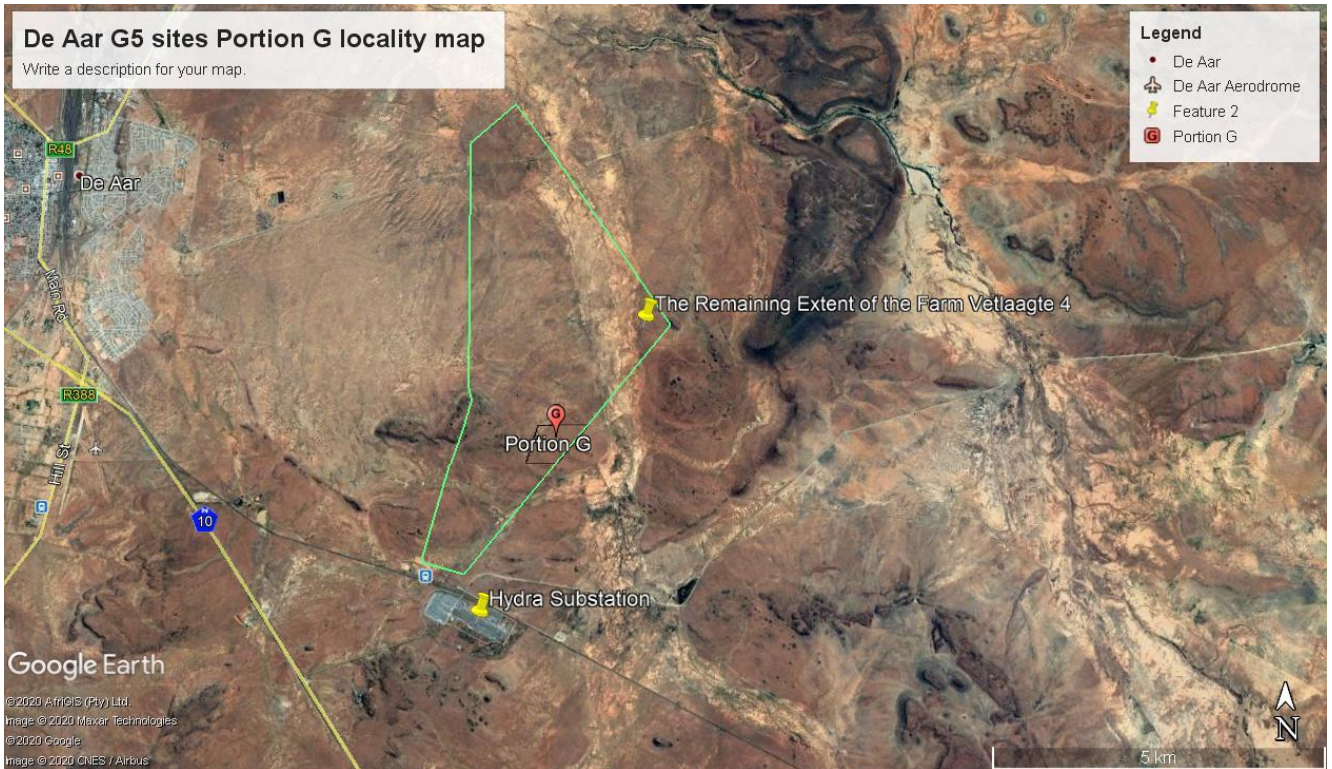 De Aar G5 sites Portion G locality map
Write a description for your map.
Legend
De Aar
De Aar Aerodrome
Feature 2
G
Portion G
R48
De Aar
Main Rd
The Remaining Extent of the Farm Vetlaagte 4
R388
G
Portion G
Hill St
N
10
Hydra Substation
Google Earth
©2020 AfriGIS (Pty) Ltd.
Image © 2020 Maxar Technologies
©2020 Google
Image © 2020 CNES / Airbus
N
5 km